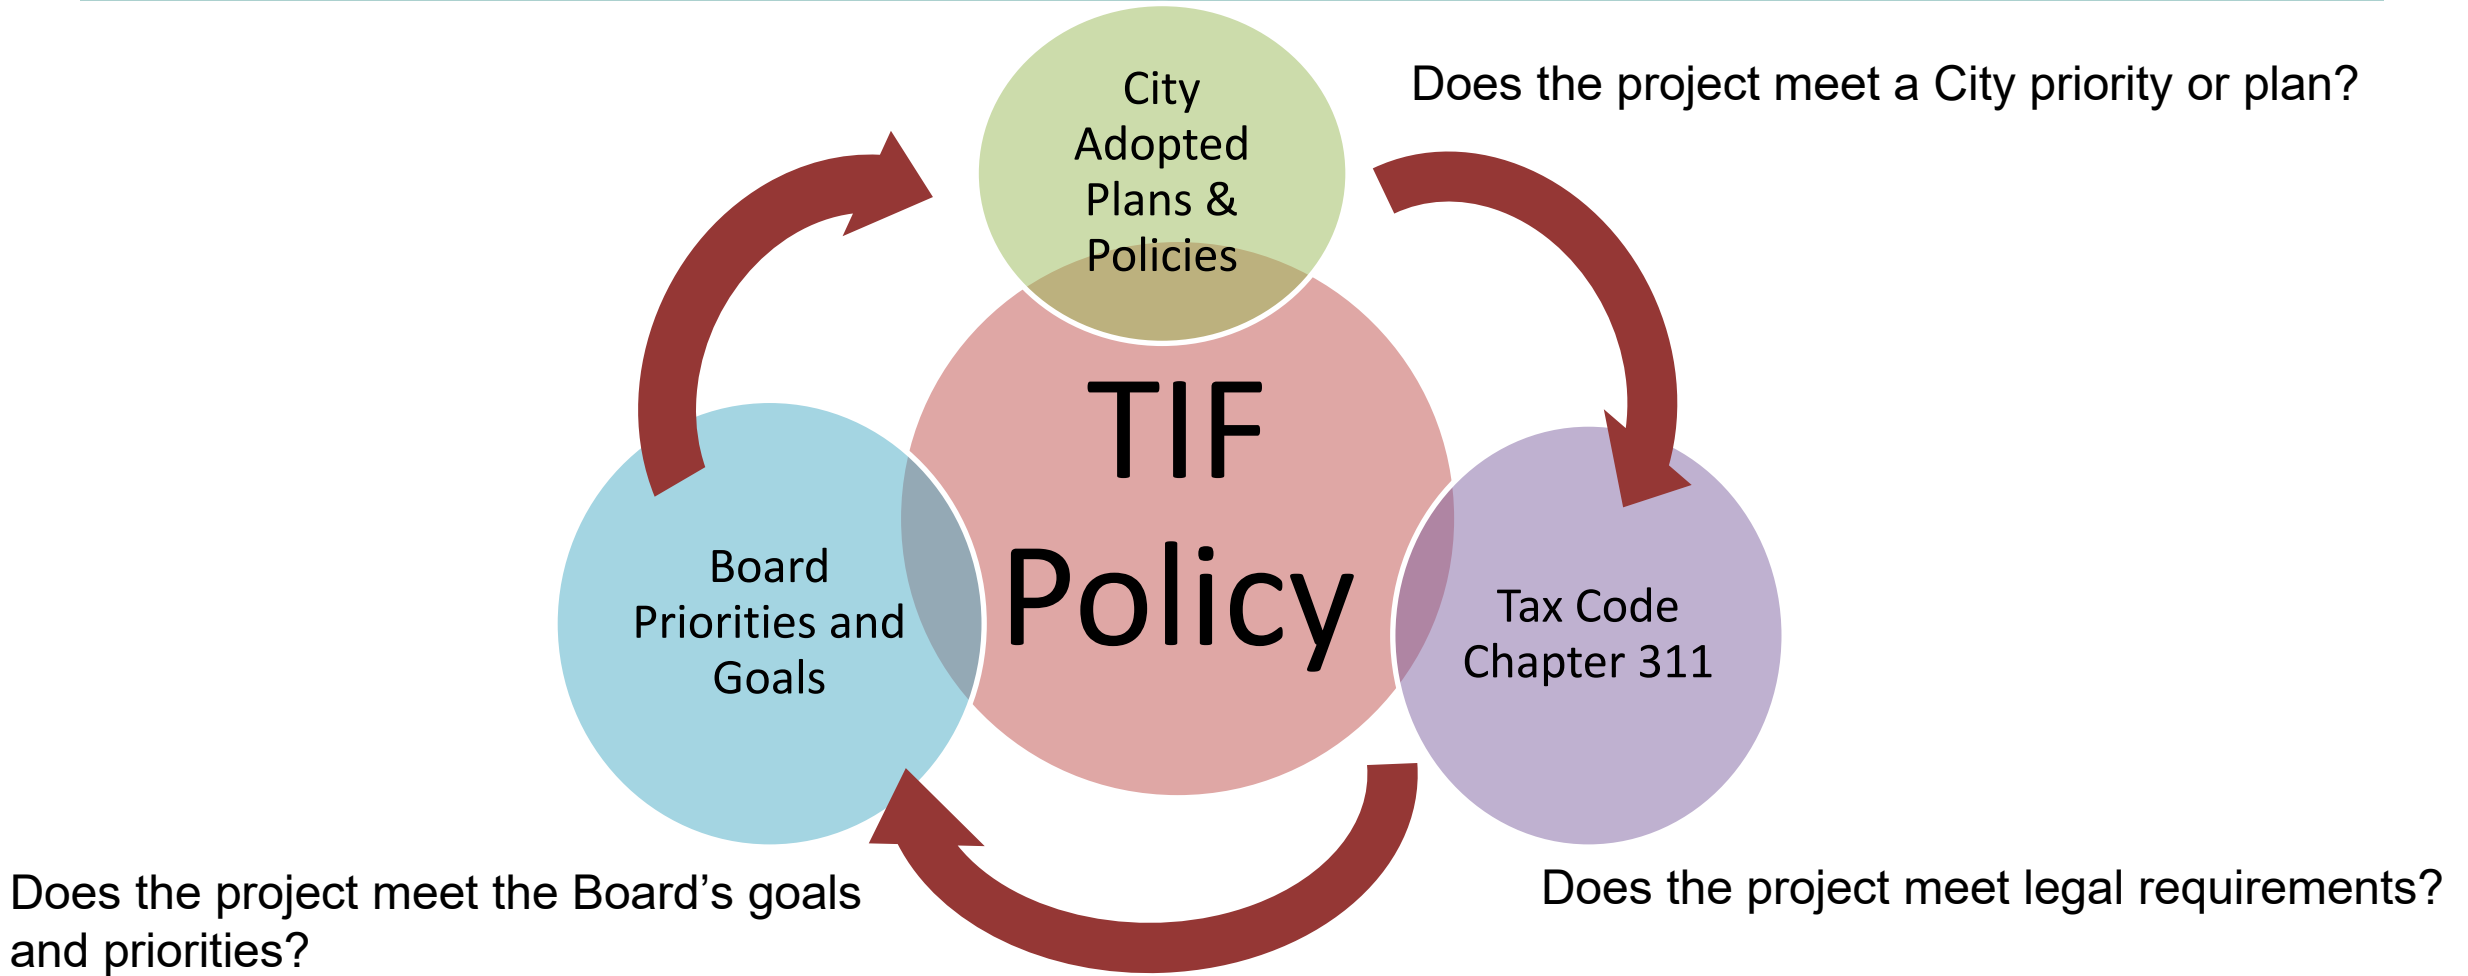 City
Adopted
Plans &
Policies
Does the project meet a City priority or plan?
TIF
Policy
Board
Priorities and
Goals
Tax Code
Chapter 311
Does the project meet the Board’s goals
and priorities?
Does the project meet legal requirements?